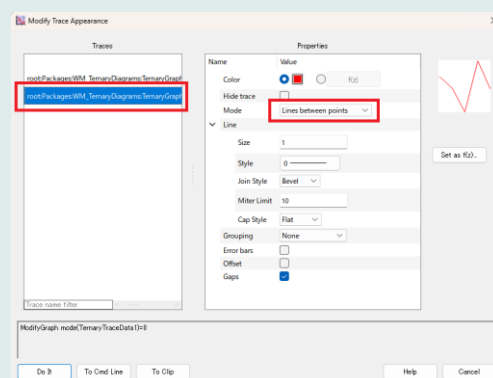 Modify Trace Appearance
Traces
root:Packages:WM_TernaryDiagrams:TernaryGraph
root:Packages:WM_TernaryDiagrams:TernaryGraph
Trace name filter
Properties
Name Value
Color f(z)
Hide trace
Mode Lines between points
Line
Size 1
Style 0
Join Style Bevel
Miter Limit 10
Cap Style Flat
Grouping None
Error bars
Offset
Gaps
Set as f(z)...
ModifyGraph mode(TernaryTraceData1)=0
Do It To Cmd Line To Clip Help Cancel